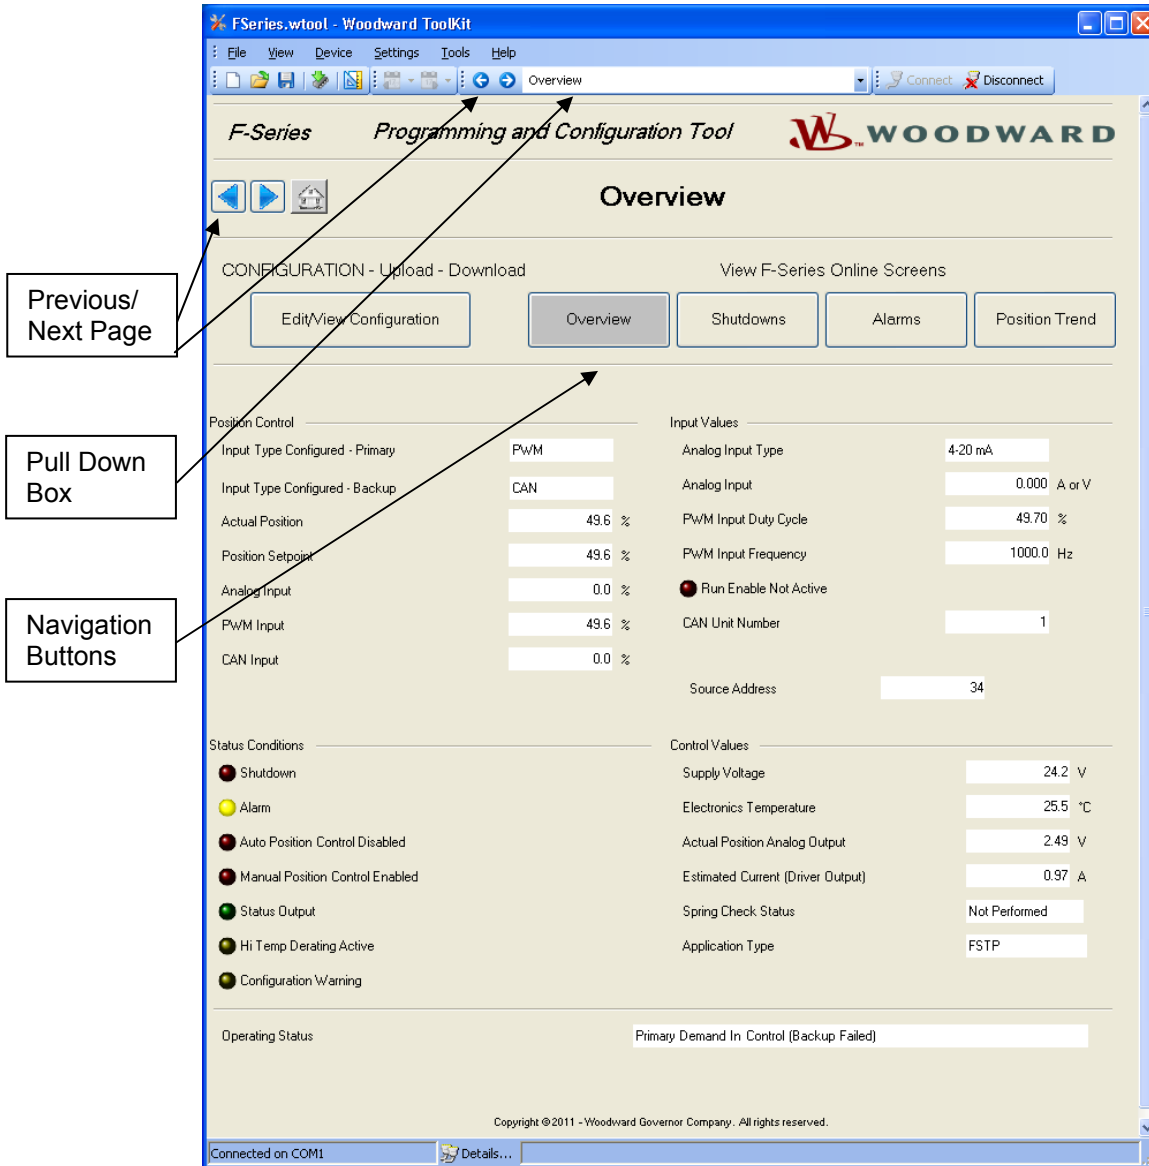 FSeries.wtool - Woodward ToolKit
File View Device Settings Tools Help
Overview Connect Disconnect
F-Series Programming and Configuration Tool WOODWARD
Overview
CONFIGURATION - Upload - Download View F-Series Online Screens
Edit/View Configuration Overview Shutdowns Alarms Position Trend
Previous/
Next Page
Pull Down
Box
Navigation
Buttons
Position Control
Input Type Configured - Primary PWM
Input Type Configured - Backup CAN
Actual Position 49.6 %
Position Setpoint 49.6 %
Analog Input 0.0 %
PWM Input 49.6 %
CAN Input 0.0 %
Input Values
Analog Input Type 4-20 mA
Analog Input 0.000 A or V
PWM Input Duty Cycle 49.70 %
PWM Input Frequency 1000.0 Hz
Run Enable Not Active
CAN Unit Number 1
Source Address 34
Status Conditions
Shutdown
Alarm
Auto Position Control Disabled
Manual Position Control Enabled
Status Output
Hi Temp Derating Active
Configuration Warning
Control Values
Supply Voltage 24.2 V
Electronics Temperature 25.5 °C
Actual Position Analog Output 2.49 V
Estimated Current (Driver Output) 0.97 A
Spring Check Status Not Performed
Application Type FSTP
Operating Status Primary Demand In Control (Backup Failed)
Copyright © 2011 - Woodward Governor Company. All rights reserved.
Connected on COM1 Details...